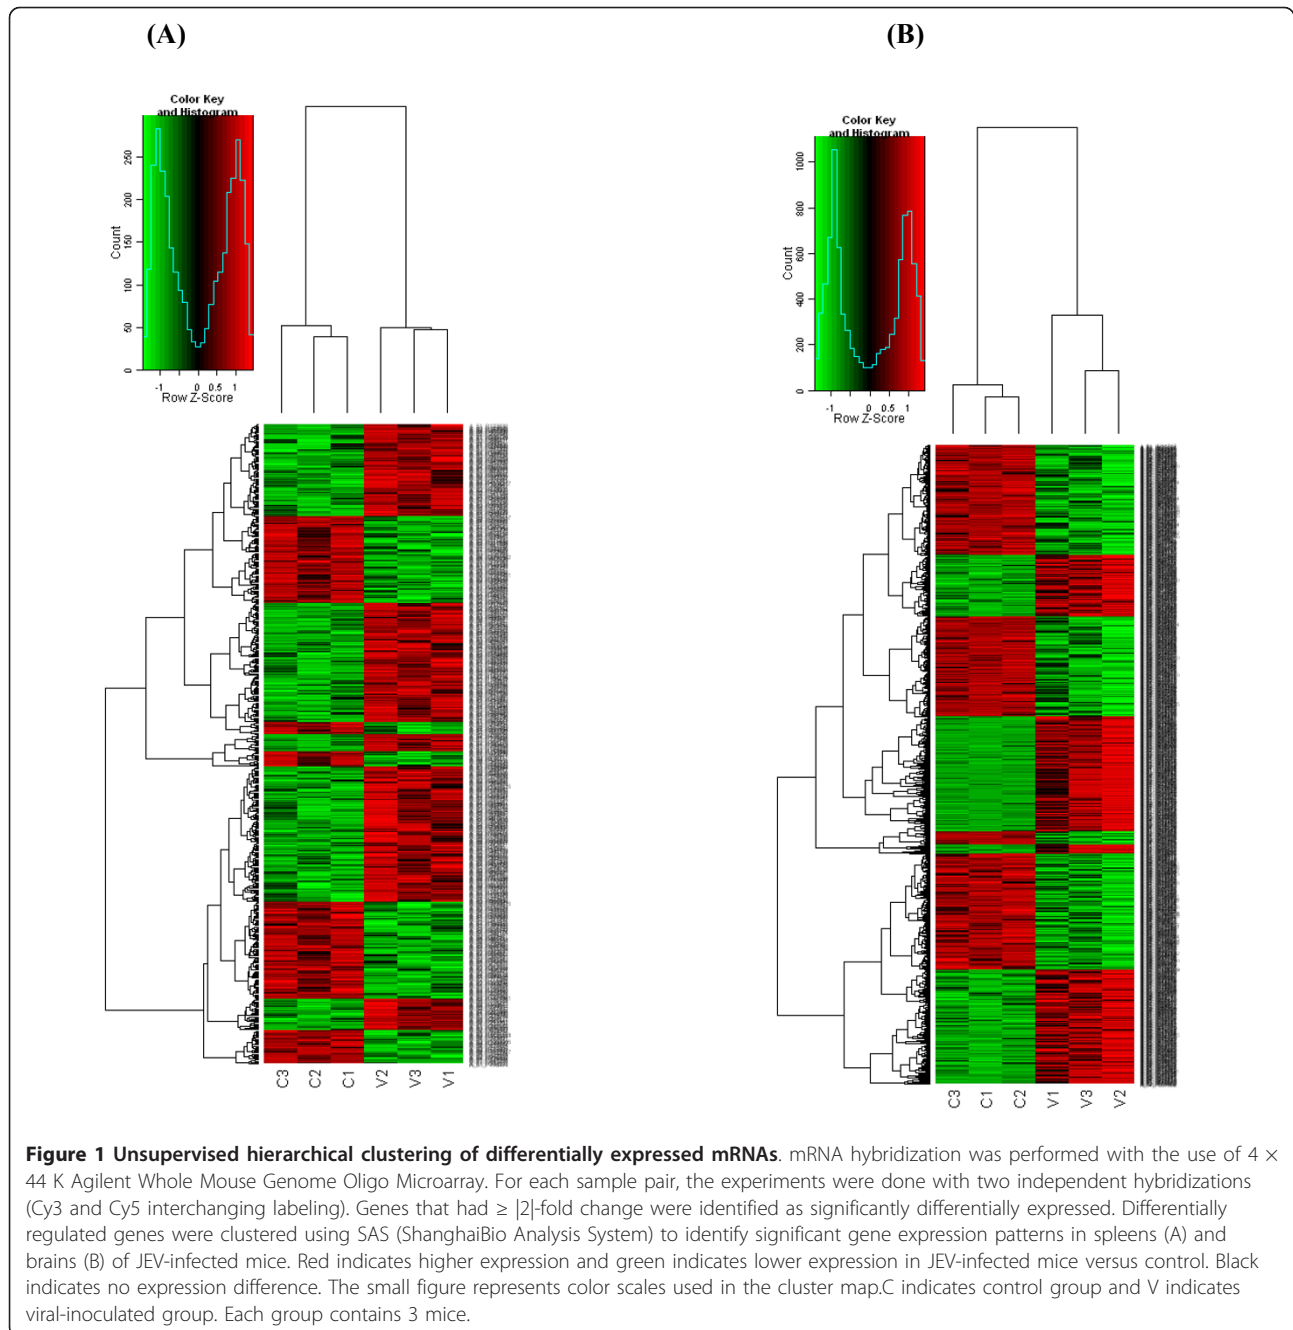 (A)
(B)
Color Key
and Histogram
Count
0
50
100
150
200
250
-1
0
0.5
1
Row Z-Score
Color Key
and Histogram
Count
0
200
400
600
800
1000
-1
0
1
Row Z-Score
C3
C2
C1
V2
V3
V1
C3
C1
C2
V1
V3
V2
Figure 1 Unsupervised hierarchical clustering of differentially expressed mRNAs. mRNA hybridization was performed with the use of 4 ×
44 K Agilent Whole Mouse Genome Oligo Microarray. For each sample pair, the experiments were done with two independent hybridizations
(Cy3 and Cy5 interchanging labeling). Genes that had ≥ |2|-fold change were identified as significantly differentially expressed. Differentially
regulated genes were clustered using SAS (ShanghaiBio Analysis System) to identify significant gene expression patterns in spleens (A) and
brains (B) of JEV-infected mice. Red indicates higher expression and green indicates lower expression in JEV-infected mice versus control. Black
indicates no expression difference. The small figure represents color scales used in the cluster map.C indicates control group and V indicates
viral-inoculated group. Each group contains 3 mice.